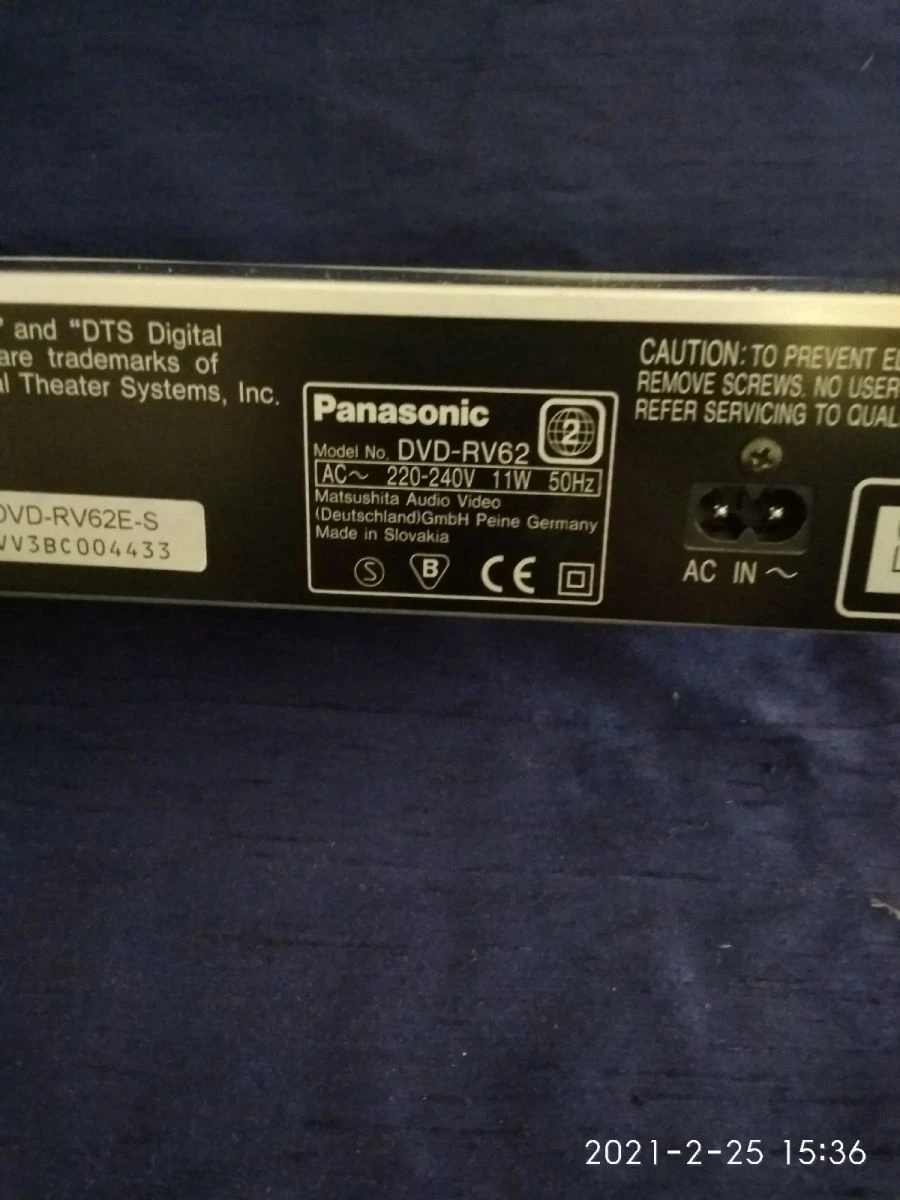 " and "DTS Digital
are trademarks of
al Theater Systems, Inc.
DVD-RV62E-S
VV3BC004433
Panasonic
2
Model No. DVD-RV62
AC~ 220-240V 11W 50Hz
Matsushita Audio Video
(Deutschland)GmbH Peine Germany
Made in Slovakia
S B CE
CAUTION: TO PREVENT EL
REMOVE SCREWS. NO USER
REFER SERVICING TO QUAL
AC IN ~
2021-2-25 15:36